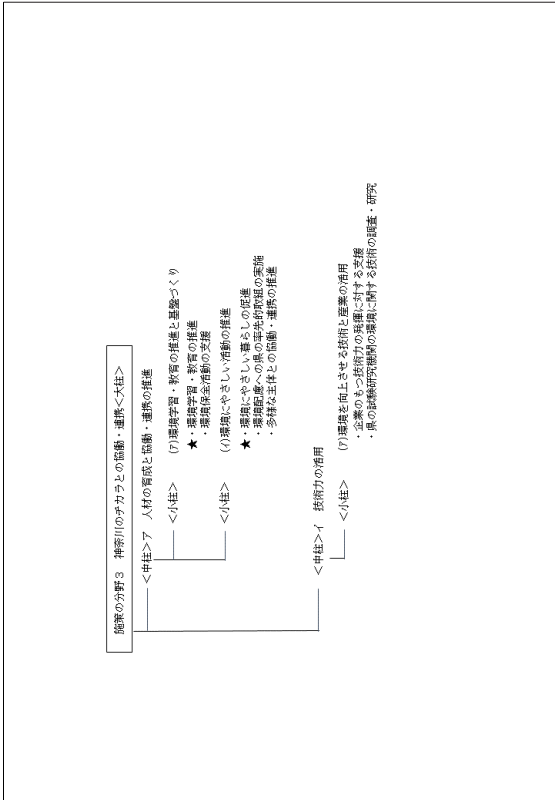 施策の分野3　神奈川のチカラとの協働・連携<大柱>
<中柱>ア　人材の育成と協働・連携の推進
<小柱>　(ア)環境学習・教育の推進と基盤づくり
★・環境学習・教育の推進
・環境保全活動の支援
<小柱>　(イ)環境にやさしい活動の推進
★・環境にやさしい暮らしの促進
・環境配慮への県の率先的取組の実施
・多様な主体との協働・連携の推進
<中柱>イ　技術力の活用
<小柱>　(ア)環境を向上させる技術と産業の活用
・企業のもつ技術力の発揮に対する支援
・県の試験研究機関の環境に関する技術の調査・研究